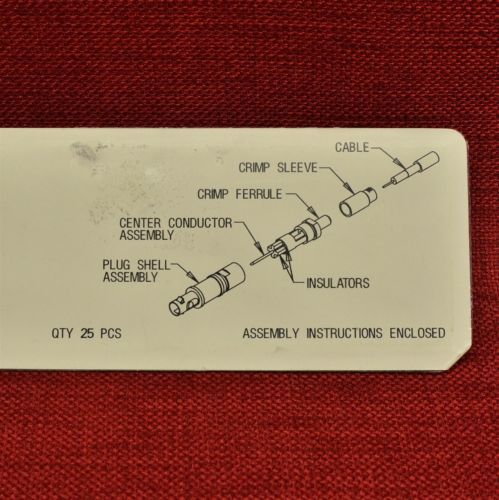 CABLE
CRIMP SLEEVE
CRIMP FERRULE
CENTER CONDUCTOR
ASSEMBLY
PLUG SHELL
ASSEMBLY
INSULATORS
QTY 25 PCS
ASSEMBLY INSTRUCTIONS ENCLOSED